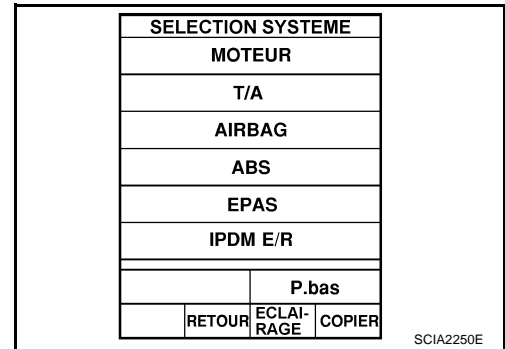 SELECTION SYSTEME
MOTEUR
T/A
AIRBAG
ABS
EPAS
IPDM E/R
P.bas
RETOUR ECLAI-RAGE COPIER
SCIA2250E